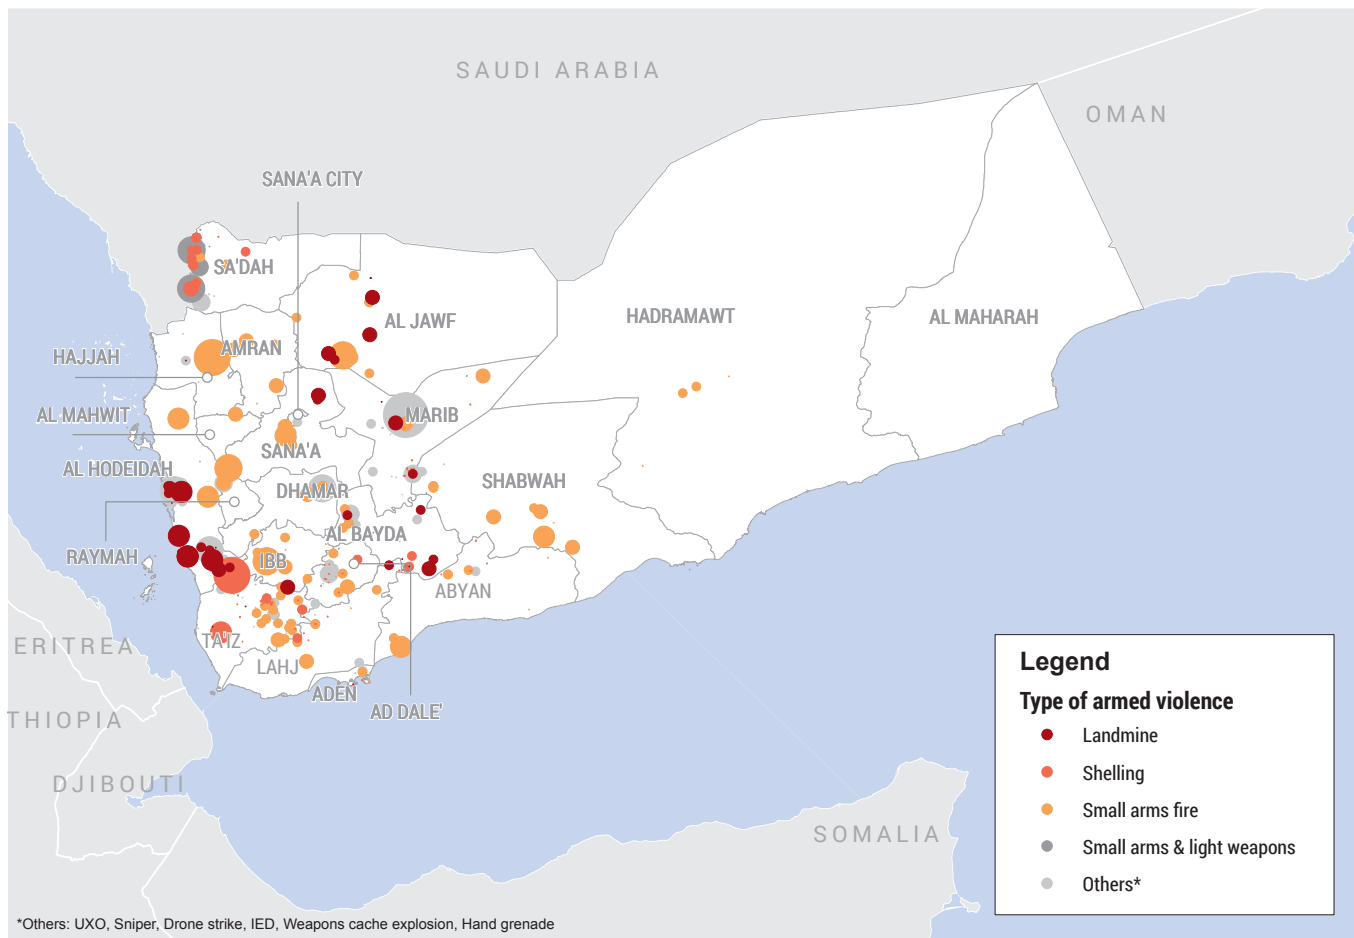 SAUDI ARABIA
OMAN
SANA'A CITY
SA'DAH
HADRAMAWT
AL MAHARAH
AL JAWF
AMRAN
HAJJAH
AL MAHWIT
MARIB
SANA'A
AL HODEIDAH
SHABWAH
DHAMAR
AL BAYDA
RAYMAH
IBB
ABYAN
TA'IZ
ERITREA
LAHJ
ADEN
AD DALE'
THIOPIA
DJIBOUTI
SOMALIA
Legend
Type of armed violence
Landmine
Shelling
Small arms fire
Small arms & light weapons
Others*
*Others: UXO, Sniper, Drone strike, IED, Weapons cache explosion, Hand grenade